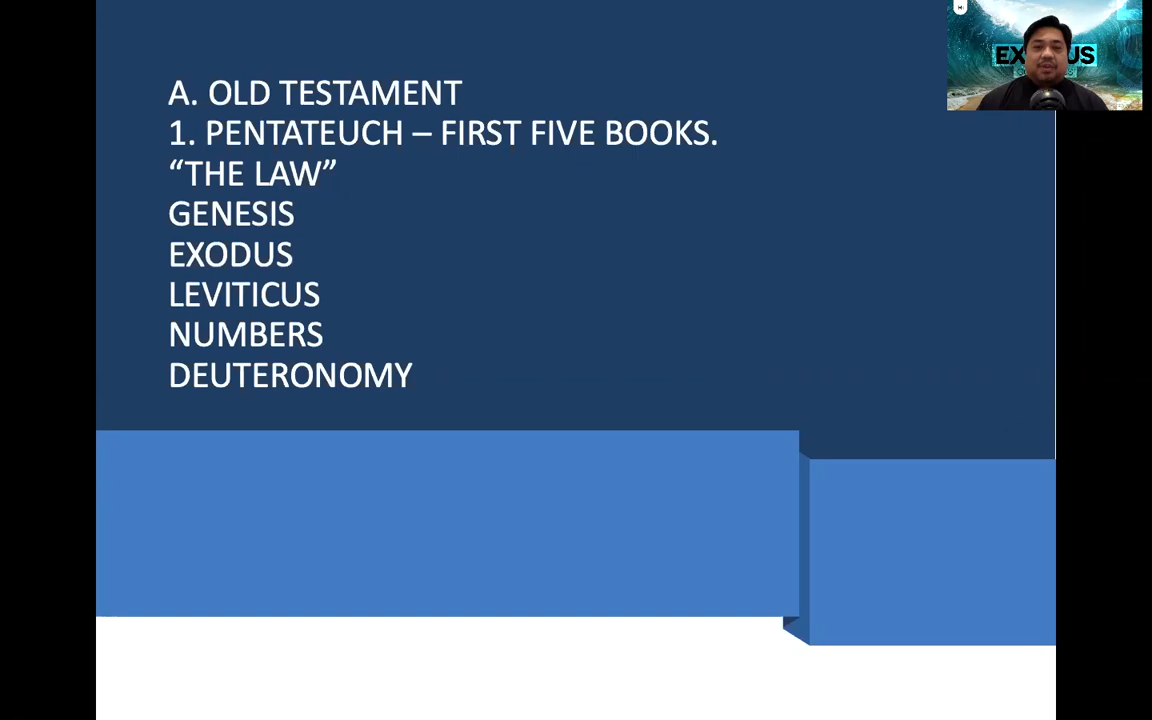 A. OLD TESTAMENT
1. PENTATEUCH – FIRST FIVE BOOKS.
“THE LAW”
GENESIS
EXODUS
LEVITICUS
NUMBERS
DEUTERONOMY